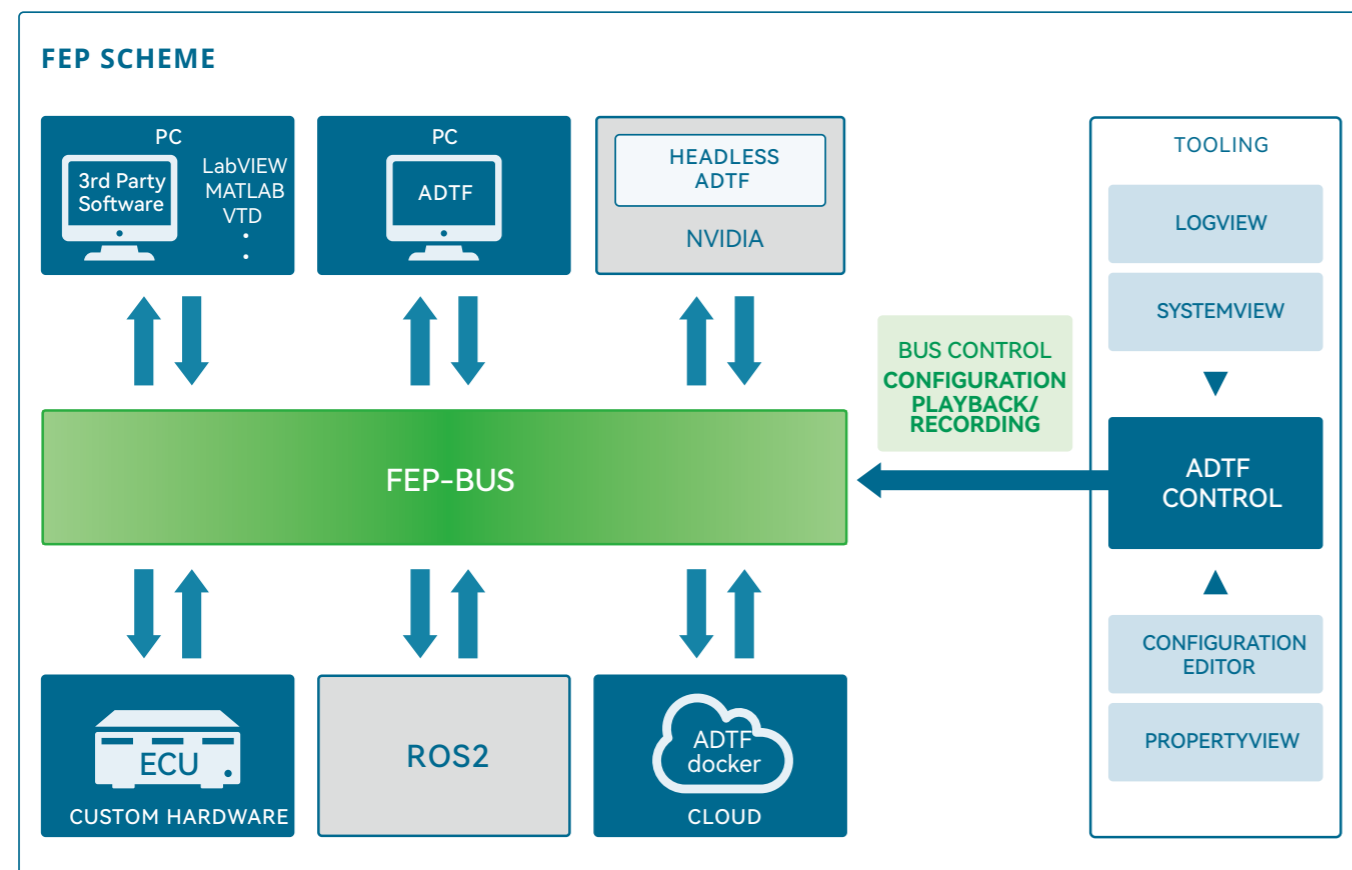 FEP SCHEME
PC
3rd Party
Software
LabVIEW
MATLAB
VTD
PC
ADTF
HEADLESS
ADTF
NVIDIA
TOOLING
LOGVIEW
SYSTEMVIEW
BUS CONTROL
CONFIGURATION
PLAYBACK/
RECORDING
FEP-BUS
ADTF
CONTROL
CONFIGURATION
EDITOR
PROPERTYVIEW
ECU
CUSTOM HARDWARE
ROS2
ADTF
docker
CLOUD